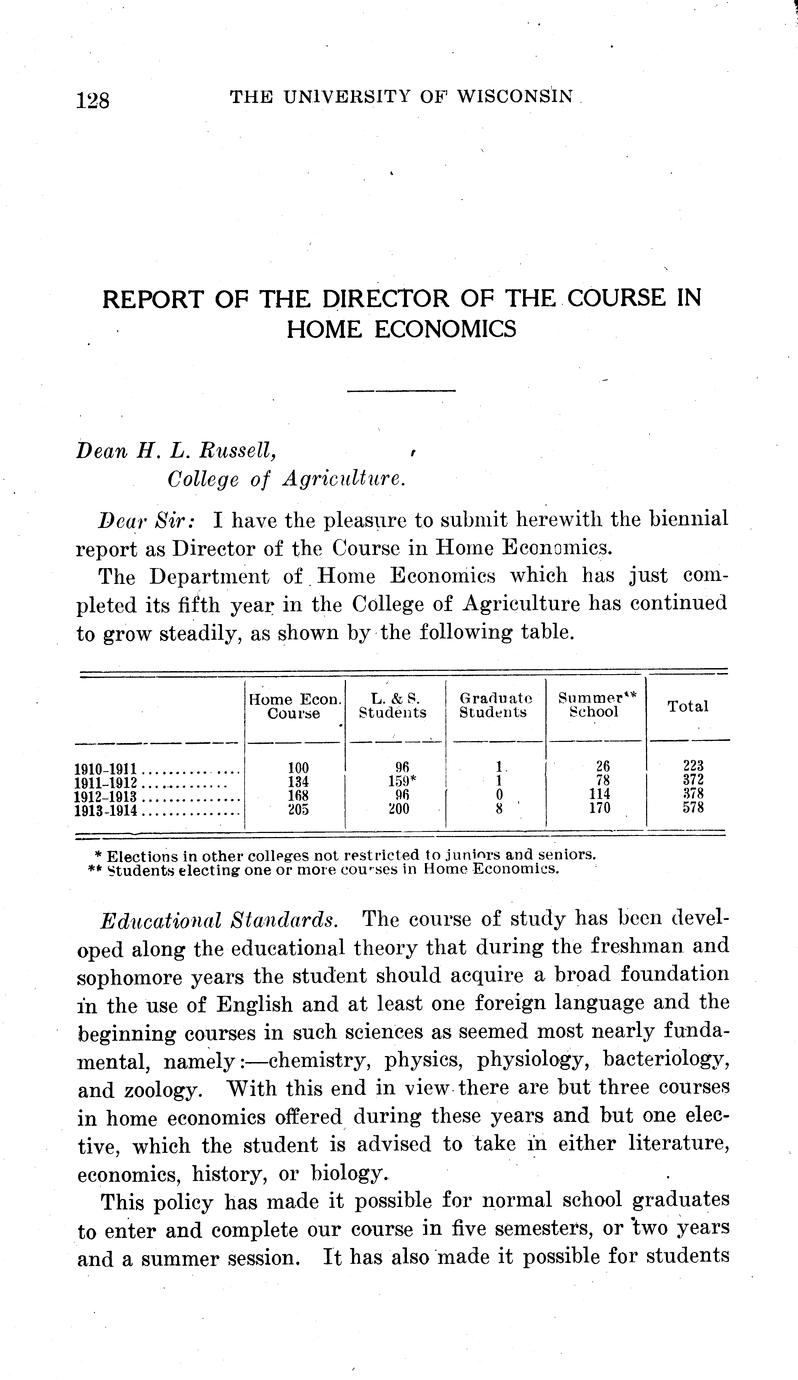 128 THE UNIVERSITY OF WISCONSIN
REPORT OF THE DIRECTOR OF THE COURSE IN
HOME ECONOMICS
Dean H. L. Russell,
College of Agriculture.
Dear Sir: I have the pleasure to submit herewith the biennial
report as Director of the Course in Home Economics.
The Department of Home Economics which has just com-
pleted its fifth year in the College of Agriculture has continued
to grow steadily, as shown by the following table.
Home Econ. Course L. & S. Students Graduate Students Summer** School Total
1910-1911 ............... 100 96 1 26 223
1911-1912 ............. 134 159* 1 78 372
1912-1913 ............... 168 96 0 114 378
1913-1914 ............... 205 200 8 170 578
* Elections in other colleges not restricted to juniors and seniors.
** Students electing one or more courses in Home Economics.
Educational Standards. The course of study has been devel-
oped along the educational theory that during the freshman and
sophomore years the student should acquire a broad foundation
in the use of English and at least one foreign language and the
beginning courses in such sciences as seemed most nearly funda-
mental, namely:—chemistry, physics, physiology, bacteriology,
and zoology. With this end in view there are but three courses
in home economics offered during these years and but one elec-
tive, which the student is advised to take in either literature,
economics, history, or biology.
This policy has made it possible for normal school graduates
to enter and complete our course in five semesters, or two years
and a summer session. It has also made it possible for students